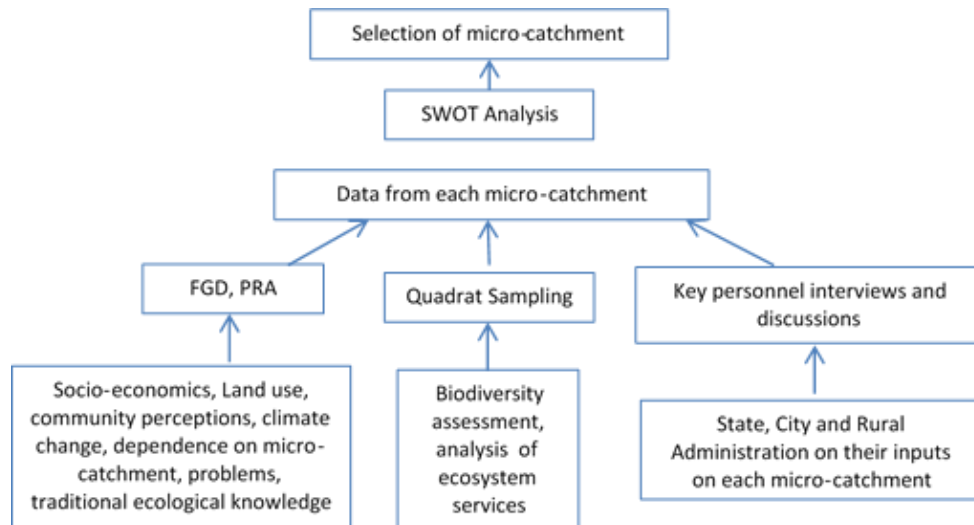 Selection of micro-catchment
SWOT Analysis
Data from each micro-catchment
FGD, PRA
Quadrat Sampling
Key personnel interviews and
discussions
Socio-economics, Land use,
community perceptions, climate
change, dependence on micro-
catchment, problems,
traditional ecological knowledge
Biodiversity
assessment,
analysis of
ecosystem
services
State, City and Rural
Administration on their inputs
on each micro-catchment